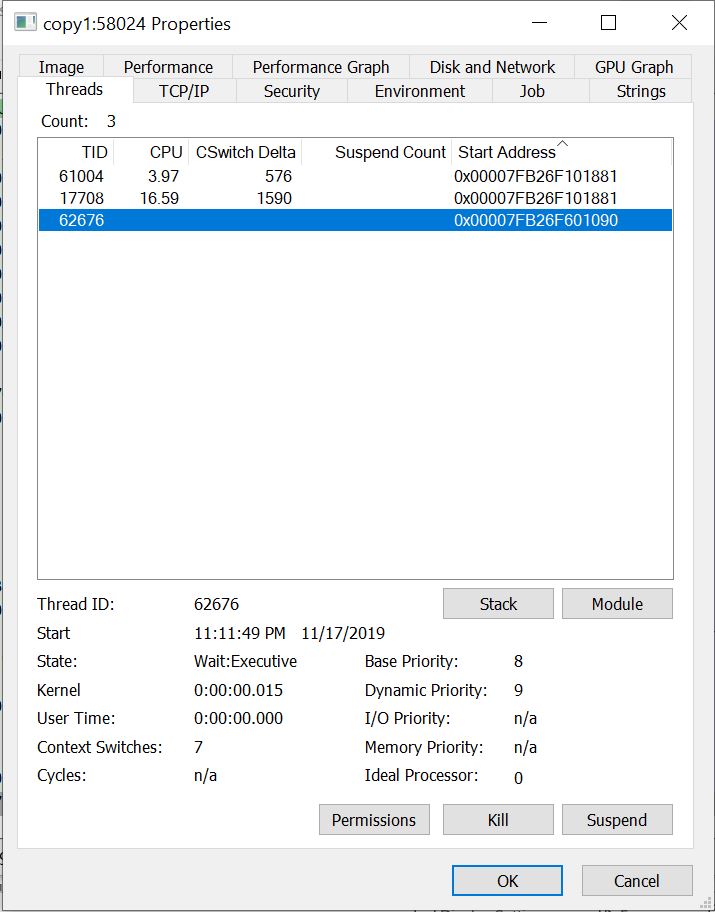 copy1:58024 Properties
Image Performance Performance Graph Disk and Network GPU Graph
Threads TCP/IP Security Environment Job Strings
Count: 3
TID CPU CSwitch Delta Suspend Count Start Address
61004 3.97 576 0x00007FB26F101881
17708 16.59 1590 0x00007FB26F101881
62676 0x00007FB26F601090
Thread ID: 62676 Stack Module
Start 11:11:49 PM 11/17/2019
State: Wait:Executive Base Priority: 8
Kernel 0:00:00.015 Dynamic Priority: 9
User Time: 0:00:00.000 I/O Priority: n/a
Context Switches: 7 Memory Priority: n/a
Cycles: n/a Ideal Processor: 0
Permissions Kill Suspend
OK Cancel